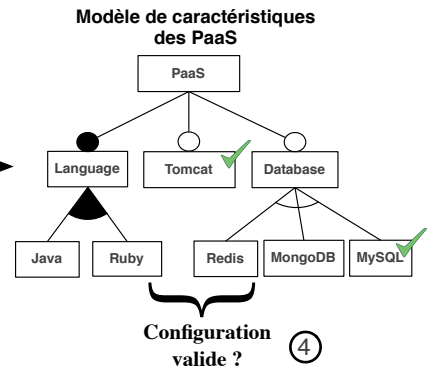 Modèle de caractéristiques
des PaaS
PaaS
Language
Tomcat
Database
Java
Ruby
Redis
MongoDB
MySQL
Configuration
valide ?
4